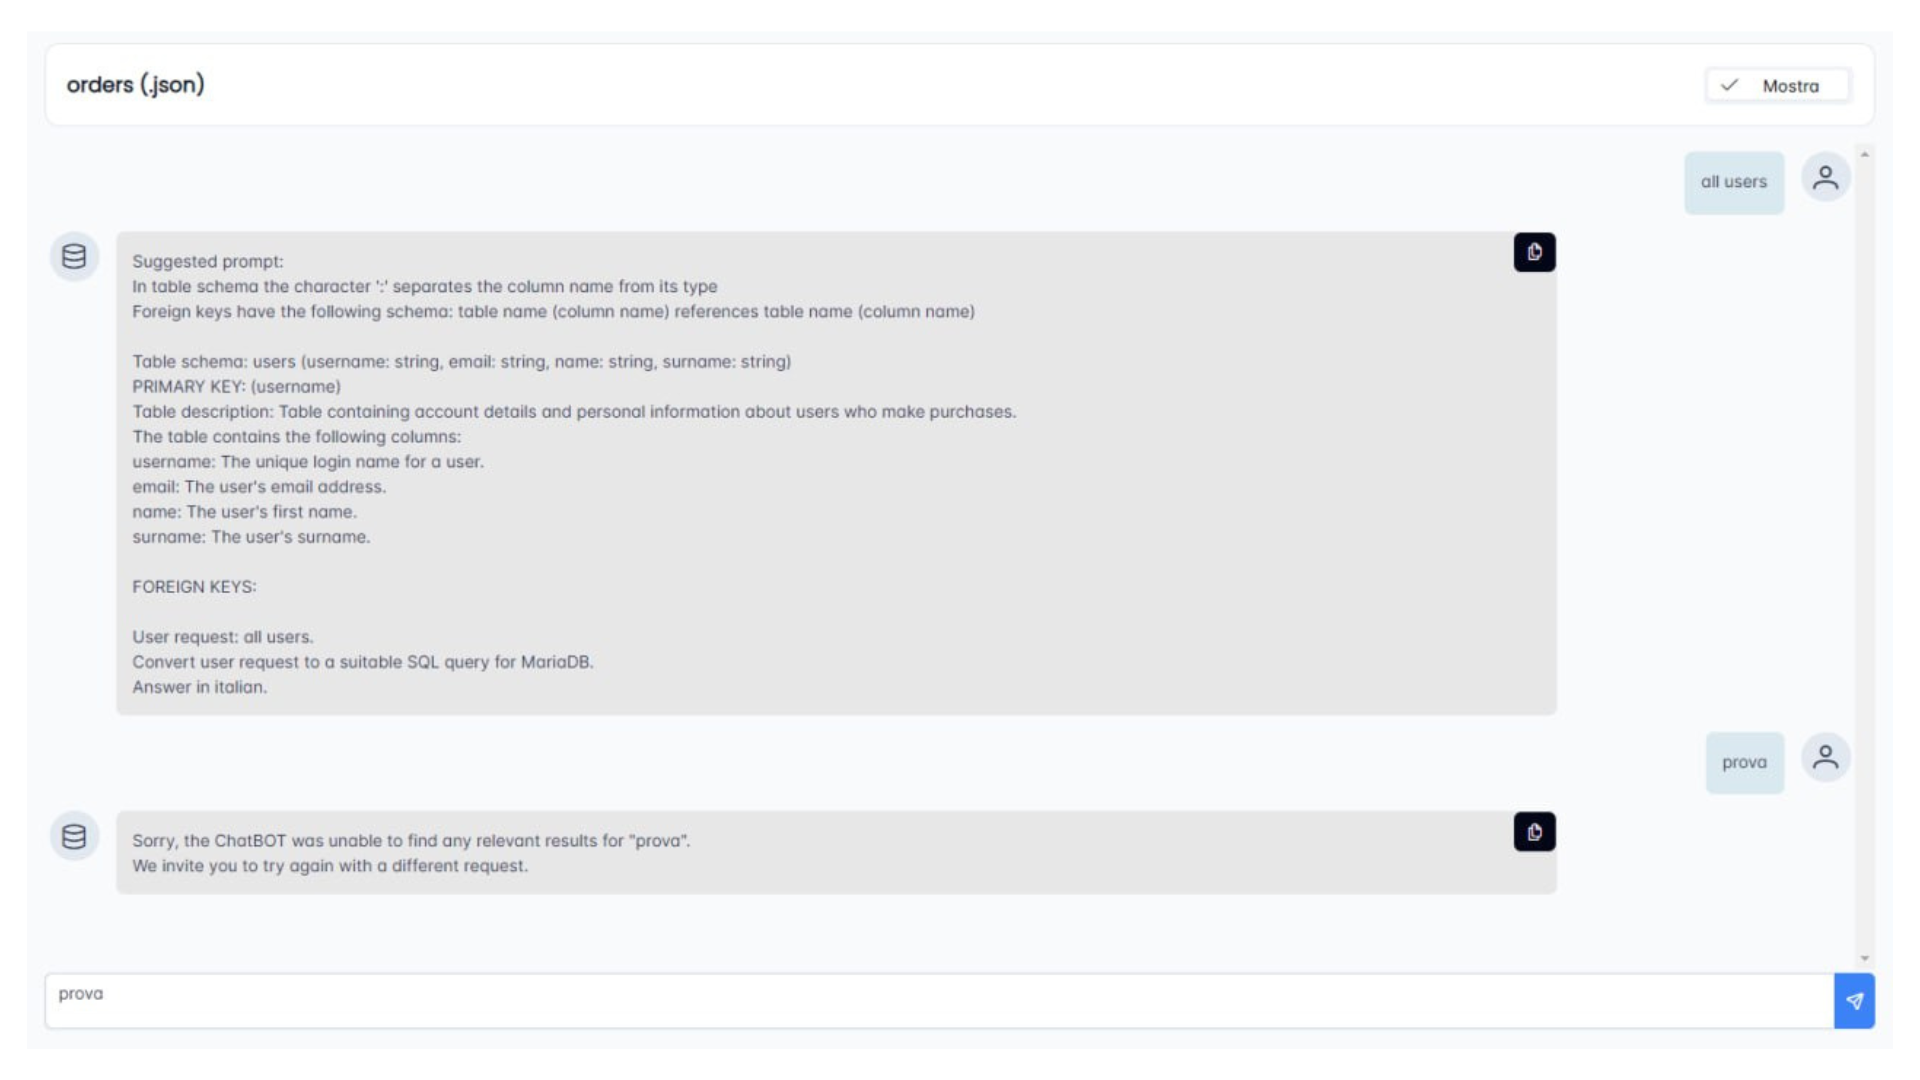 orders (.json)
Mostra
all users
Suggested prompt:
In table schema the character ':' separates the column name from its type
Foreign keys have the following schema: table name (column name) references table name (column name)
Table schema: users (username: string, email: string, name: string, surname: string)
PRIMARY KEY: (username)
Table description: Table containing account details and personal information about users who make purchases.
The table contains the following columns:
username: The unique login name for a user.
email: The user's email address.
name: The user's first name.
surname: The user's surname.
FOREIGN KEYS:
User request: all users.
Convert user request to a suitable SQL query for MariaDB.
Answer in italian.
prova
Sorry, the ChatBOT was unable to find any relevant results for "prova".
We invite you to try again with a different request.
prova